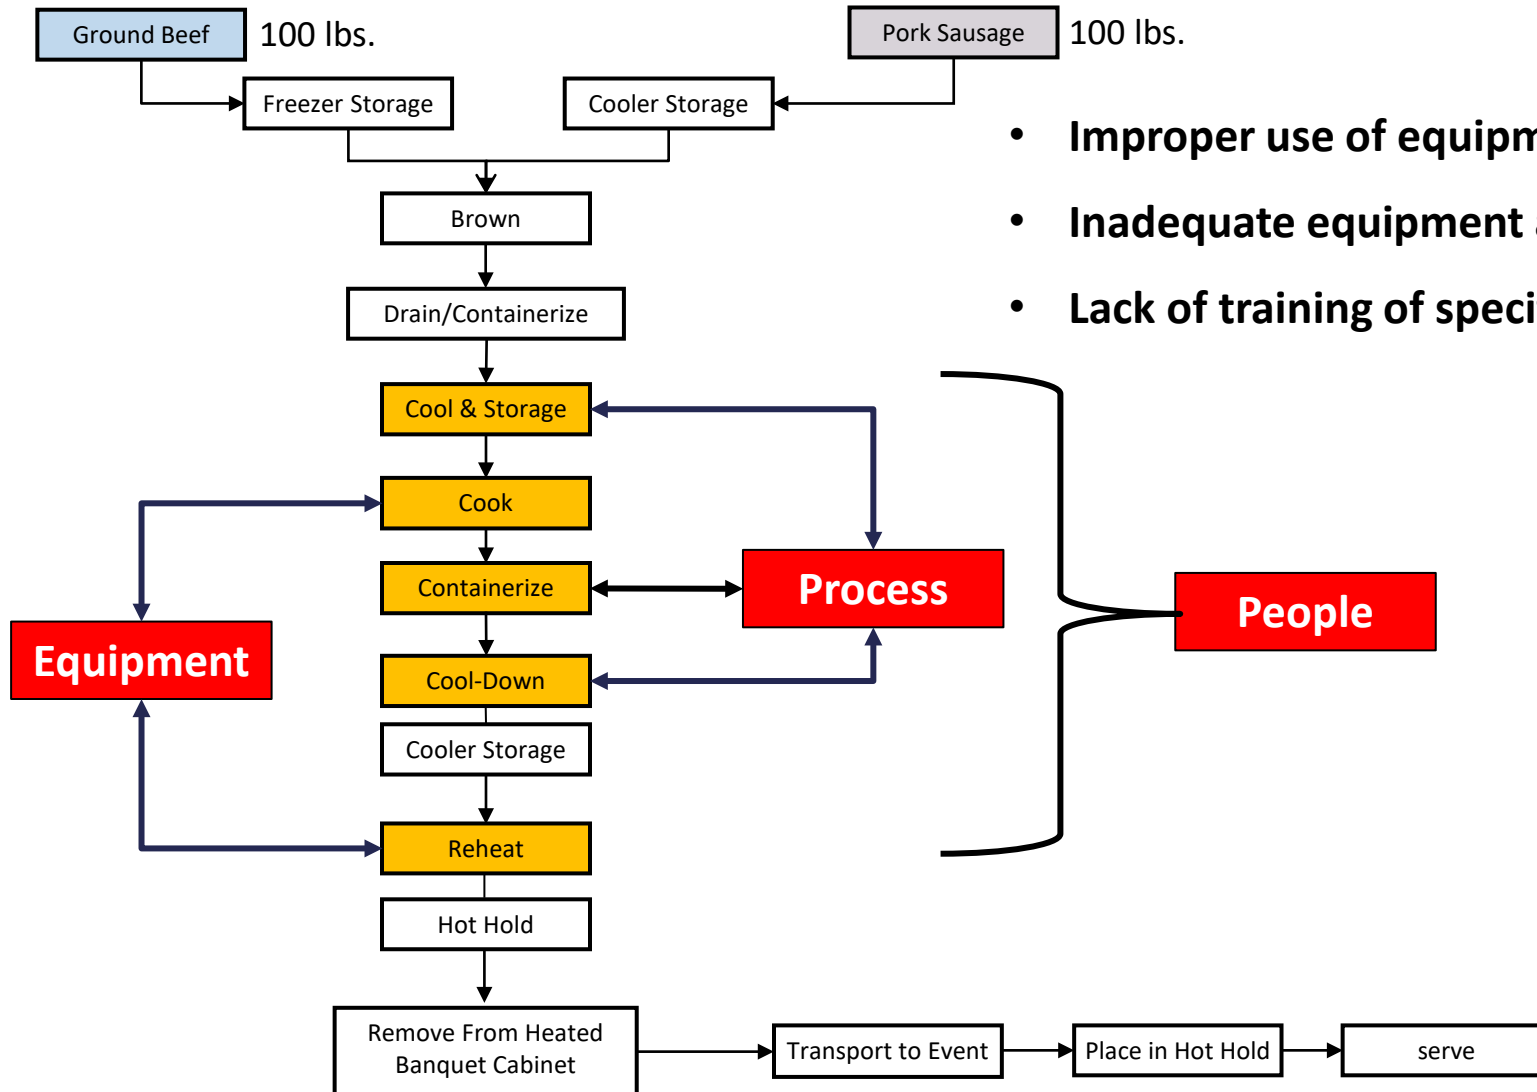 Ground Beef
100 lbs.
Pork Sausage
100 lbs.
Freezer Storage
Cooler Storage
• Improper use of equipm
Brown
• Inadequate equipment
Drain/Containerize
• Lack of training of speci
Cool & Storage
Cook
Containerize
Process
People
Equipment
Cool-Down
Cooler Storage
Reheat
Hot Hold
Remove From Heated
Banquet Cabinet
Transport to Event
Place in Hot Hold
serve